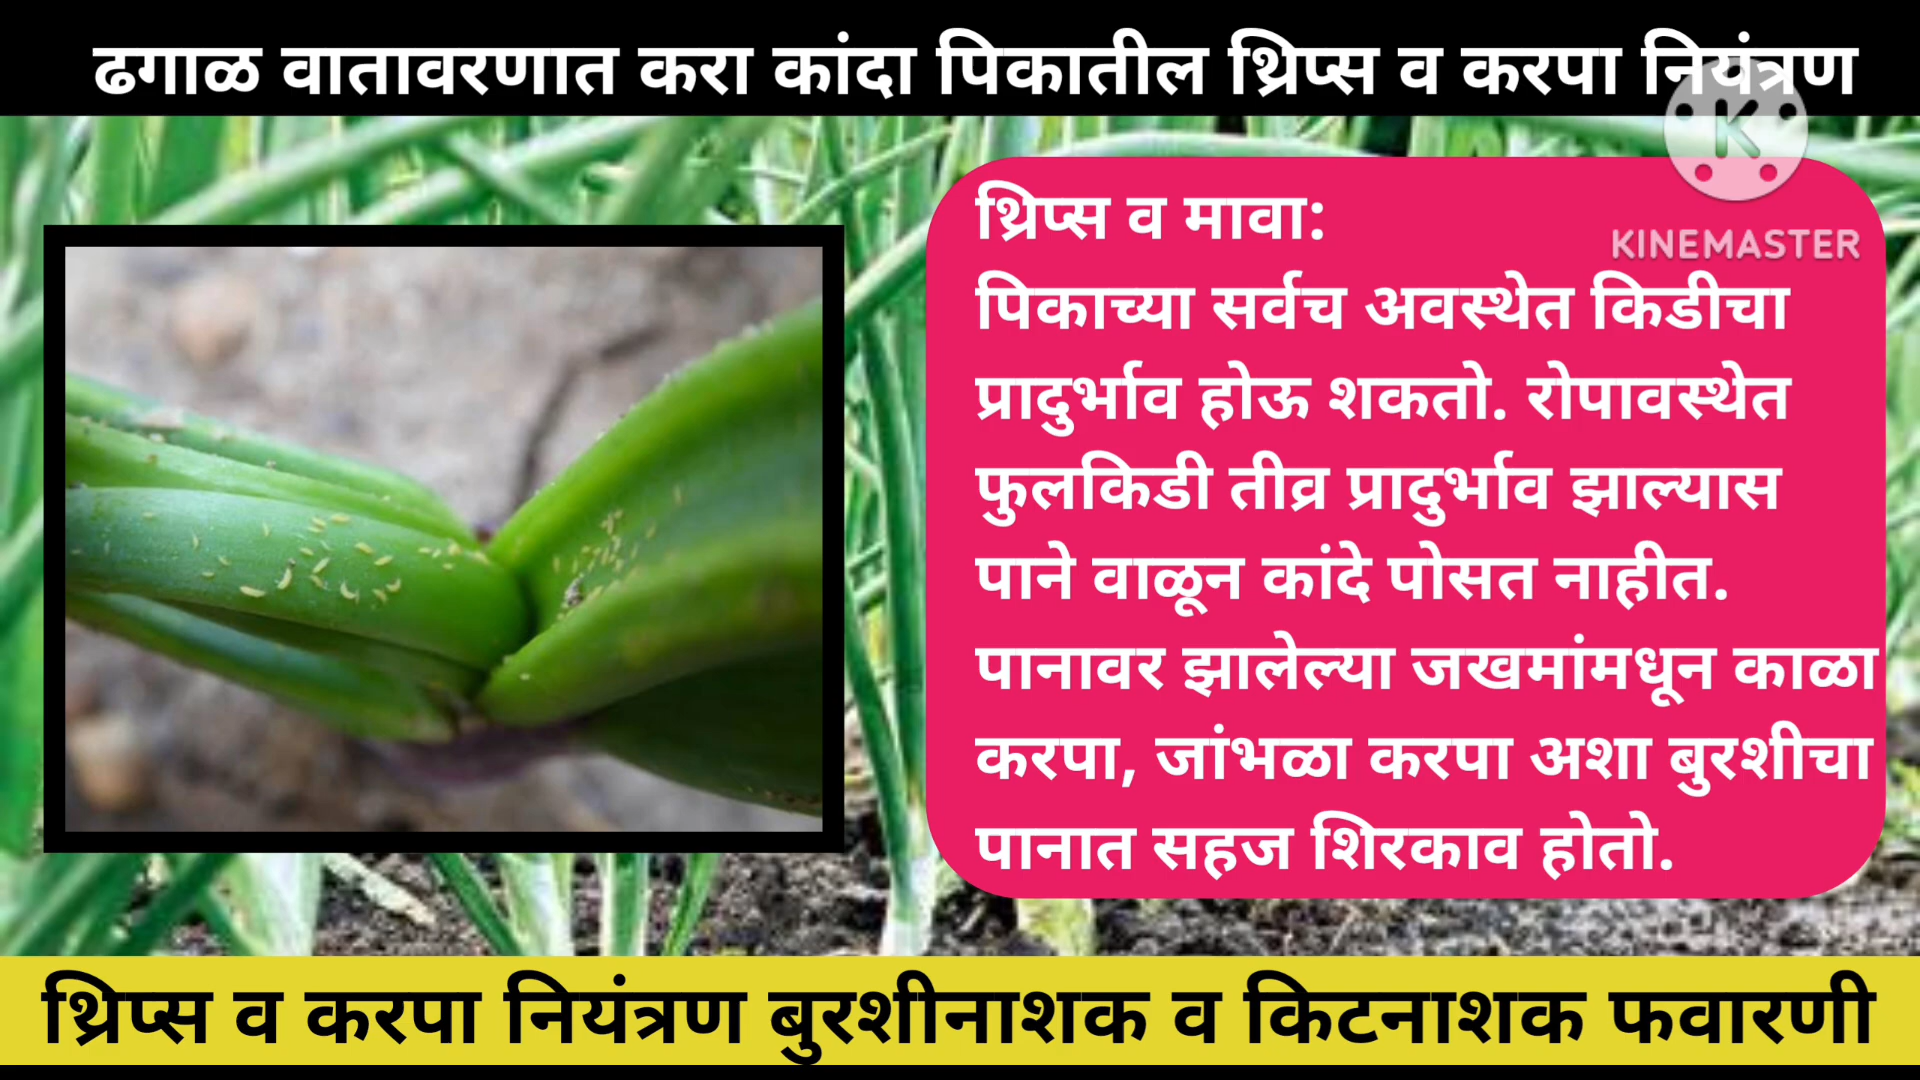 ढगाळ वातावरणात करा कांदा पिकातील थ्रिप्स व करपा नियंत्रण
K
KINEMASTER
थ्रिप्स व मावा:
पिकाच्या सर्वच अवस्थेत किडीचा
प्रादुर्भाव होऊ शकतो. रोपावस्थेत
फुलकिडी तीव्र प्रादुर्भाव झाल्यास
पाने वाळून कांदे पोसत नाहीत.
पानावर झालेल्या जखमांमधून काळा
करपा, जांभळा करपा अशा बुरशीचा
पानात सहज शिरकाव होतो.
थ्रिप्स व करपा नियंत्रण बुरशीनाशक व किटनाशक फवारणी